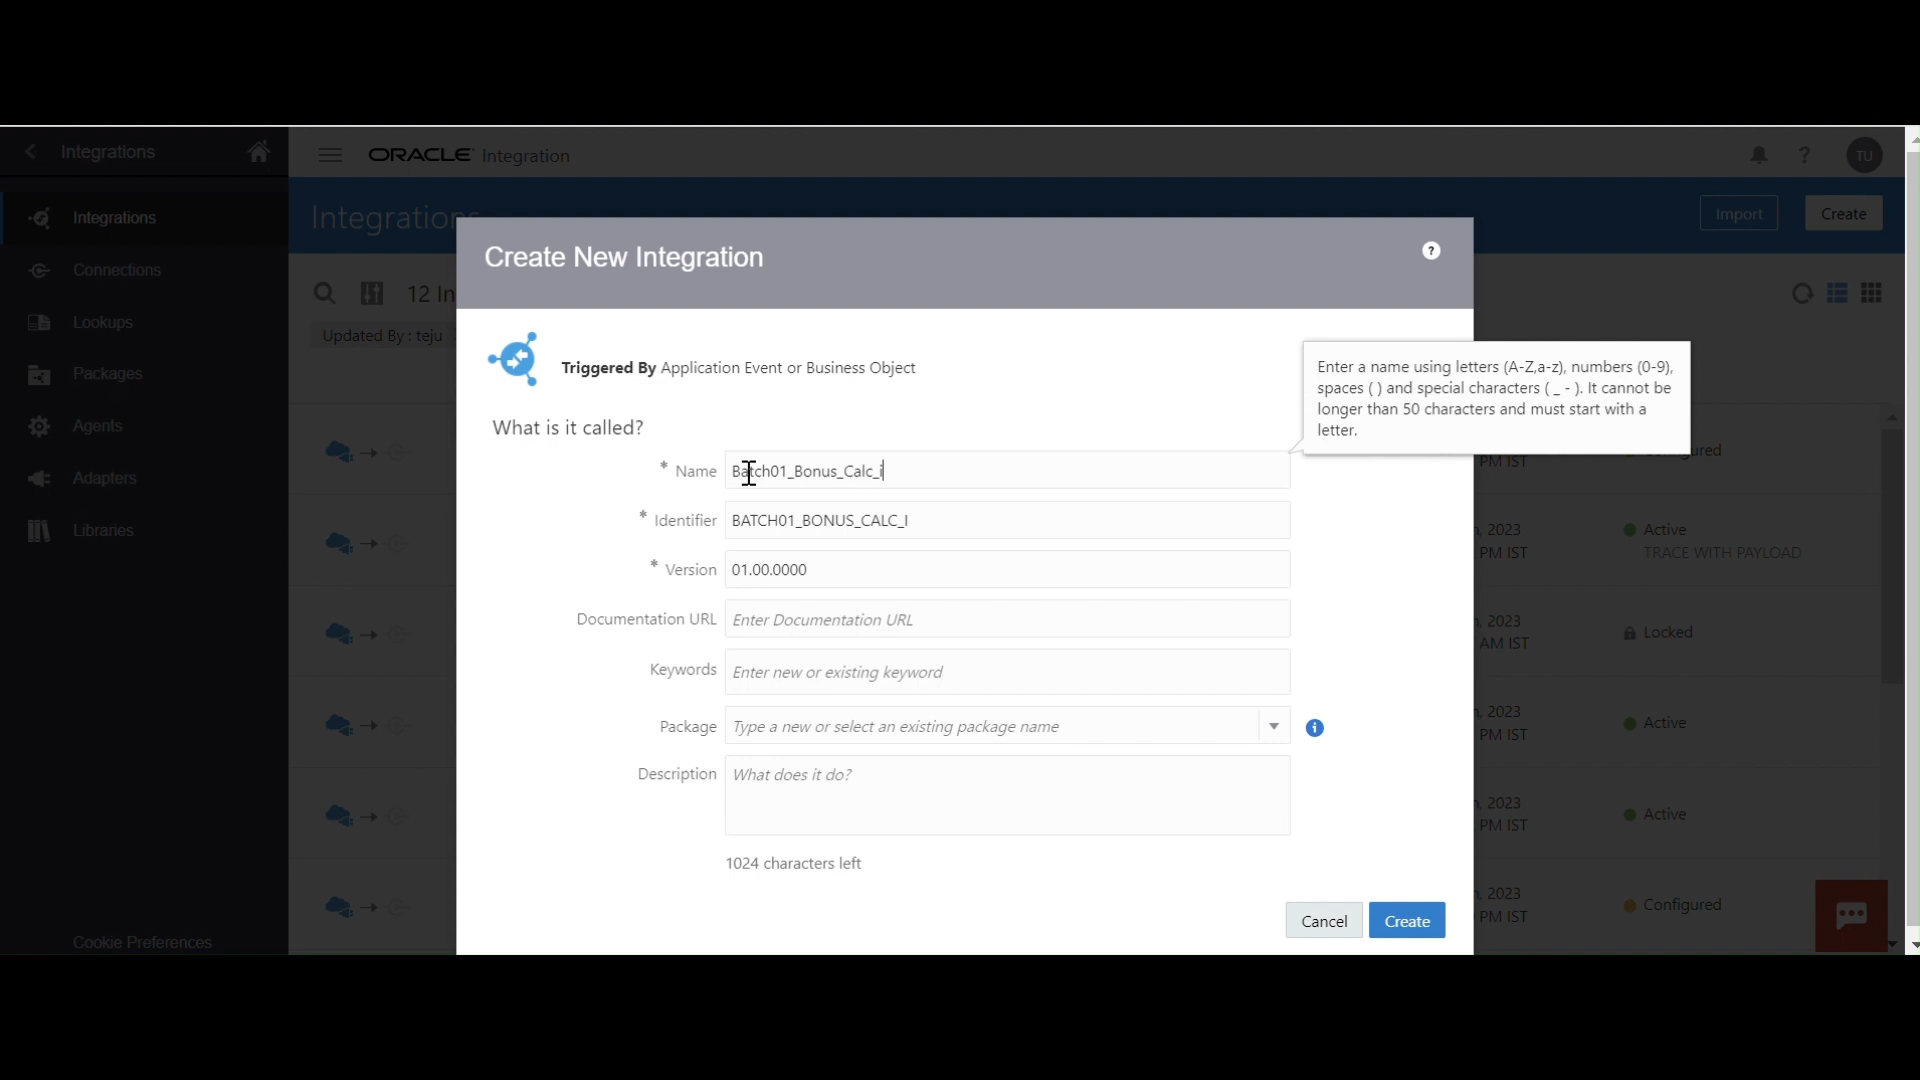 Integrations
ORACLE Integration
TU
Integrations
Integrations
Import
Create
Connections
Lookups
Packages
Agents
Adapters
Libraries
Cookie Preferences
12 In
Updated By : teju
Create New Integration
?
Triggered By Application Event or Business Object
Enter a name using letters (A-Z,a-z), numbers (0-9),
spaces ( ) and special characters ( _ - ). It cannot be
longer than 50 characters and must start with a
letter.
What is it called?
* Name Batch01_Bonus_Calc_i
* Identifier BATCH01_BONUS_CALC_I
* Version 01.00.0000
Documentation URL Enter Documentation URL
Keywords Enter new or existing keyword
Package Type a new or select an existing package name
Description What does it do?
1024 characters left
Cancel
Create
PM IST
, 2023
PM IST
Active
TRACE WITH PAYLOAD
, 2023
AM IST
Locked
, 2023
PM IST
Active
, 2023
PM IST
Active
, 2023
PM IST
Configured